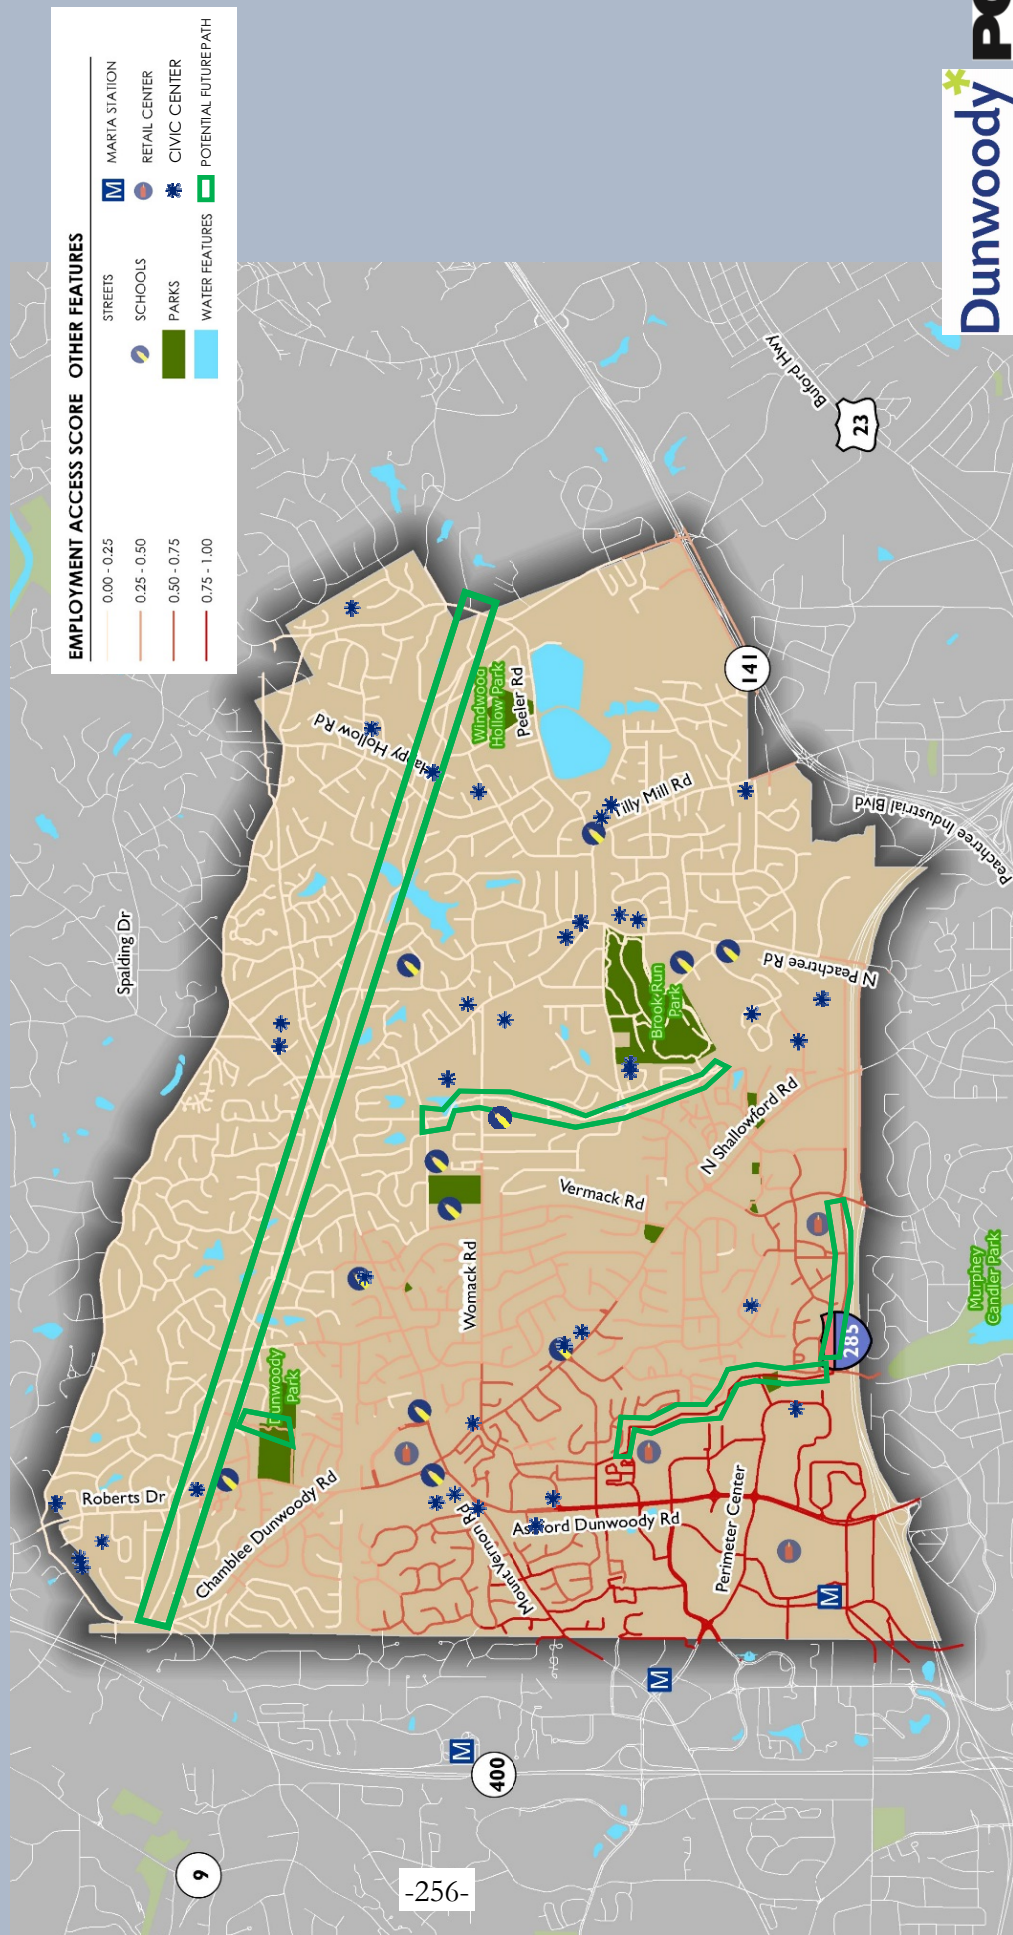 EMPLOYMENT ACCESS SCORE
0.00 - 0.25
0.25 - 0.50
0.50 - 0.75
0.75 - 1.00
OTHER FEATURES
STREETS
SCHOOLS
PARKS
WATER FEATURES
M MARTA STATION
RETAIL CENTER
CIVIC CENTER
POTENTIAL FUTURE PATH
9
400
M
M
M
Roberts Dr
Chamblee Dunwoody Rd
Dunwoody
Park
Mount Vernon Rd
Ashford Dunwoody Rd
Perimeter Center
Womack Rd
Vermack Rd
285
Murphey
Candler Park
Spalding Dr
N Shallowford Rd
Brook Run
Park
N Peachtree Rd
Tilly Mill Rd
Happy Hollow Rd
Windwood
Hollow Park
Peeler Rd
141
Peachtree Industrial Blvd
Buford Hwy
23
Dunwoody
-256-